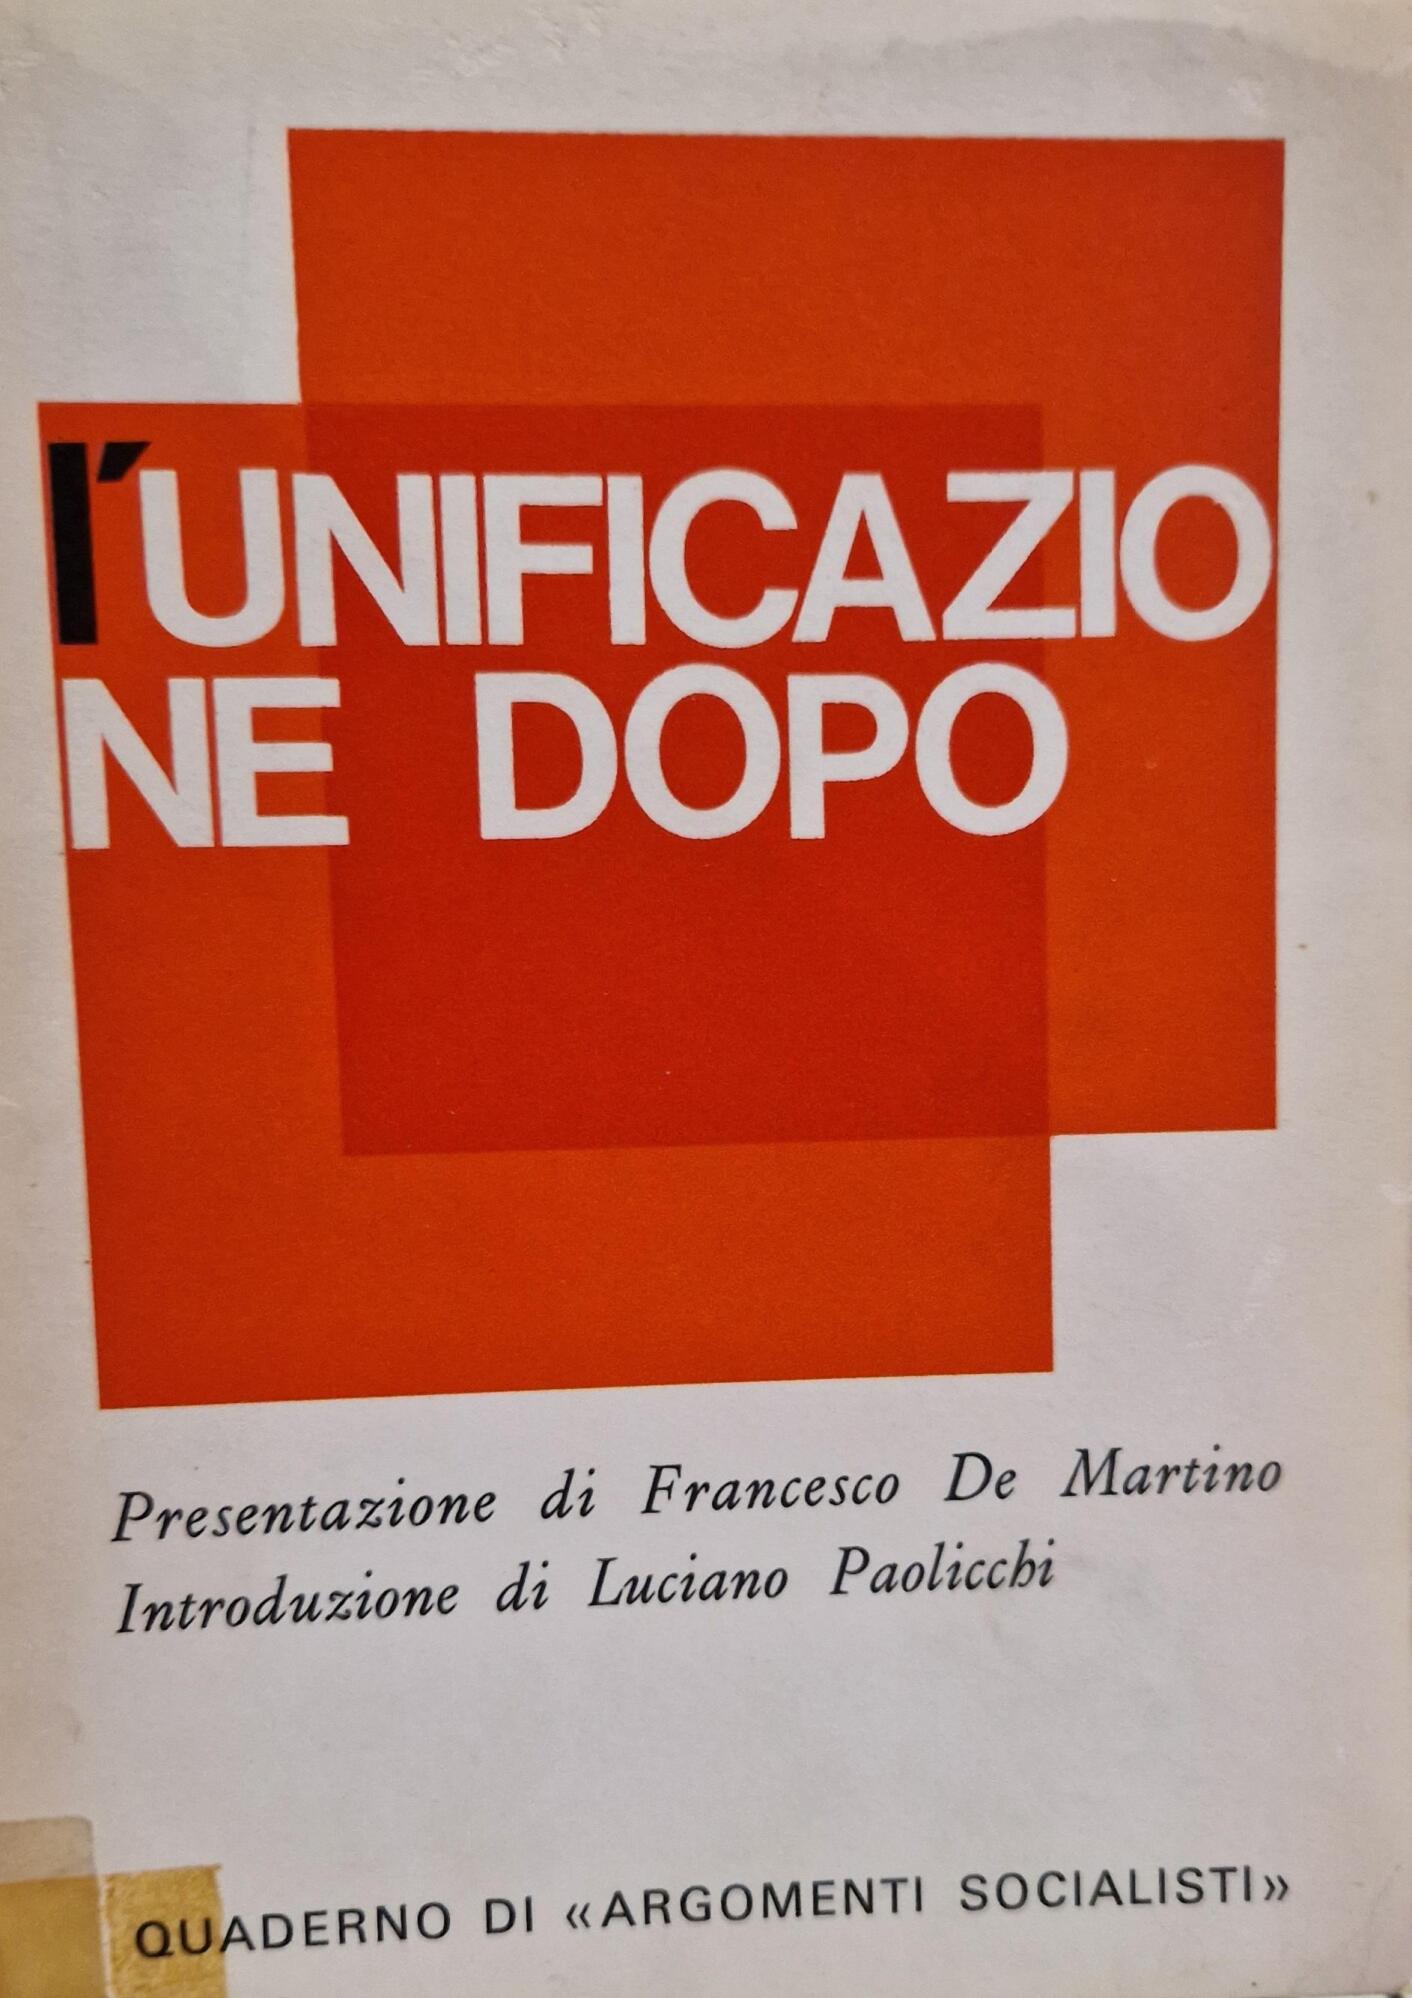 l'UNIFICAZIO
NE DOPO
Presentazione di Francesco De Martino
Introduzione di Luciano Paolicchi
QUADERNO DI «ARGOMENTI SOCIALISTI»